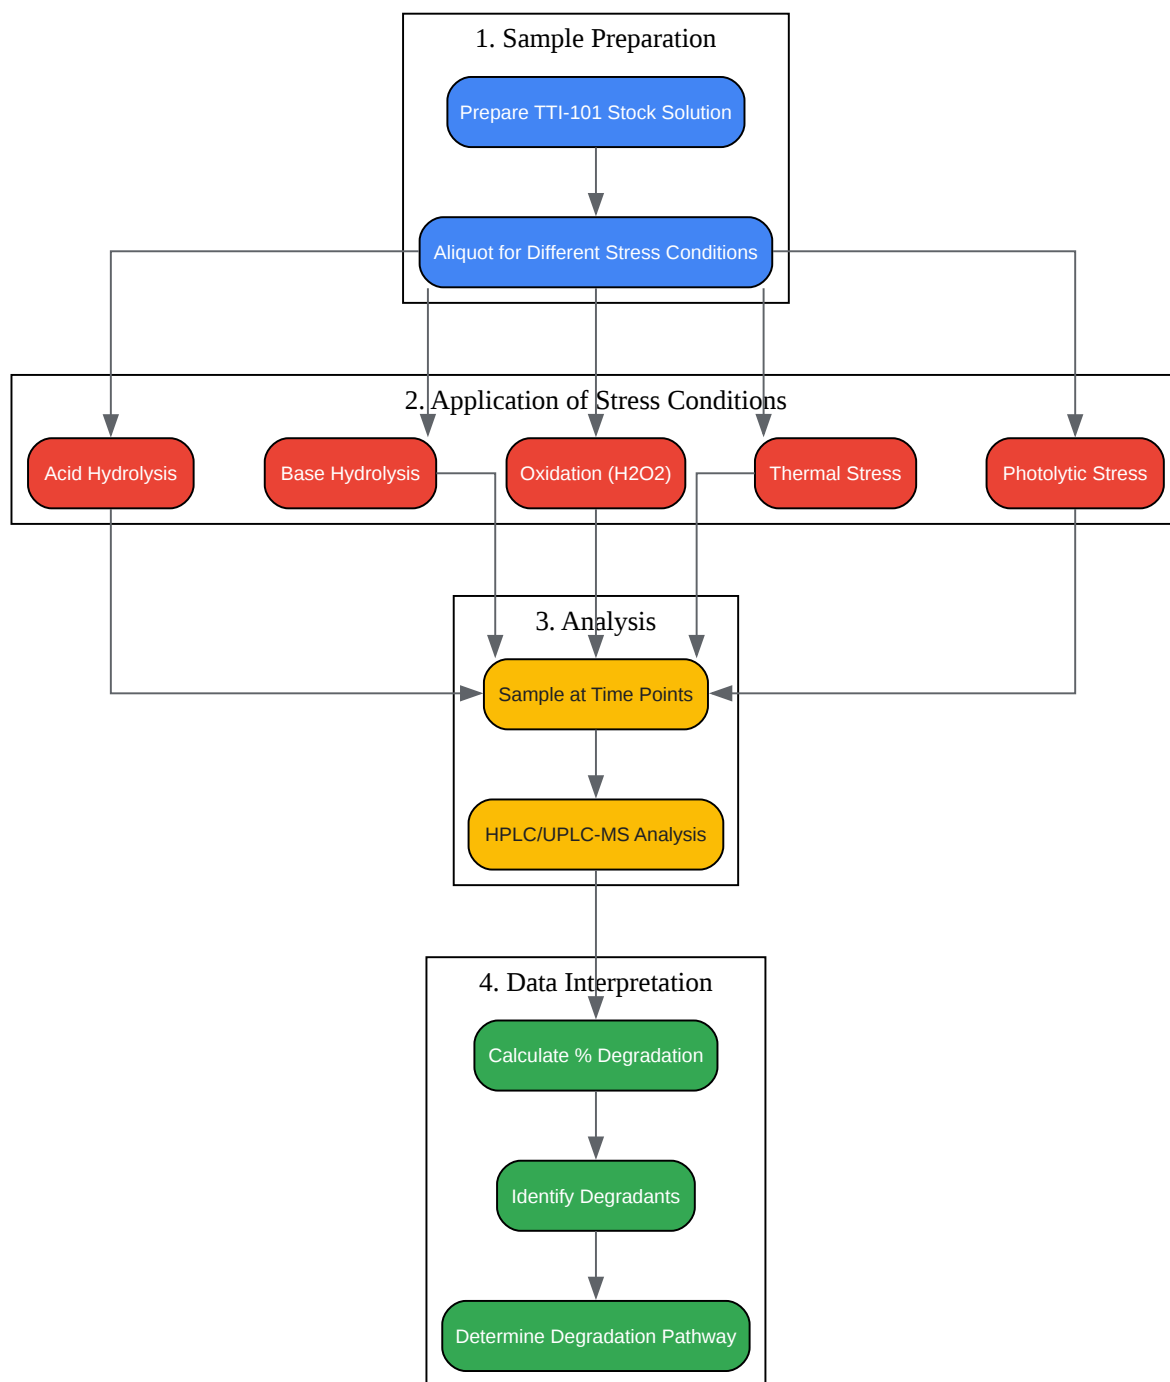 1. Sample Preparation
Prepare TTI-101 Stock Solution
Aliquot for Different Stress Conditions
2. Application of Stress Conditions
Acid Hydrolysis
Base Hydrolysis
Oxidation (H2O2)
Thermal Stress
Photolytic Stress
3. Analysis
Sample at Time Points
HPLC/UPLC-MS Analysis
4. Data Interpretation
Calculate % Degradation
Identify Degradants
Determine Degradation Pathway